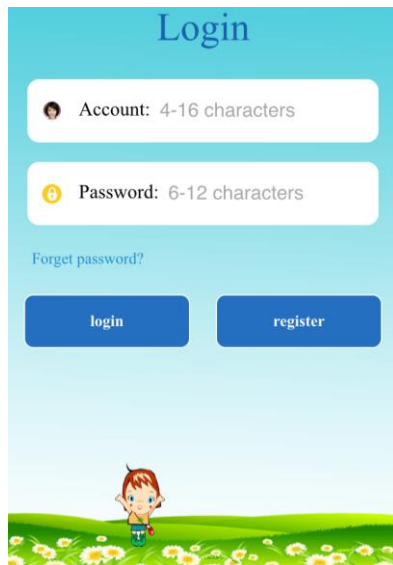 Login
Account: 4-16 characters
Password: 6-12 characters
Forget password?
login register